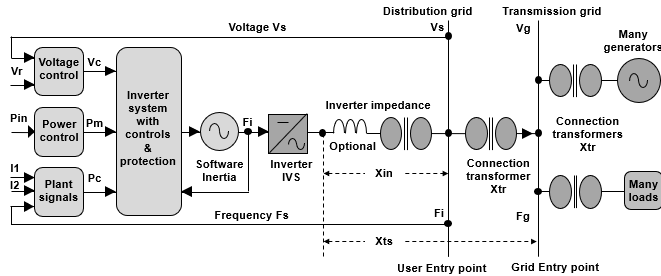 Distribution grid
Transmission grid
Voltage Vs
Vs
Vg
Many
generators
Voltage
control
Vc
Vr
Inverter
system
with
controls
&
protection
Pin
Power
control
Pm
Fi
Software
Inertia
Inverter
IVS
Inverter impedance
Optional
Connection
transformer
Xtr
Connection
transformers
Xtr
I1
I2
Plant
signals
Pc
Xin
Many
loads
Frequency Fs
Fi
Fg
Xts
User Entry point
Grid Entry point